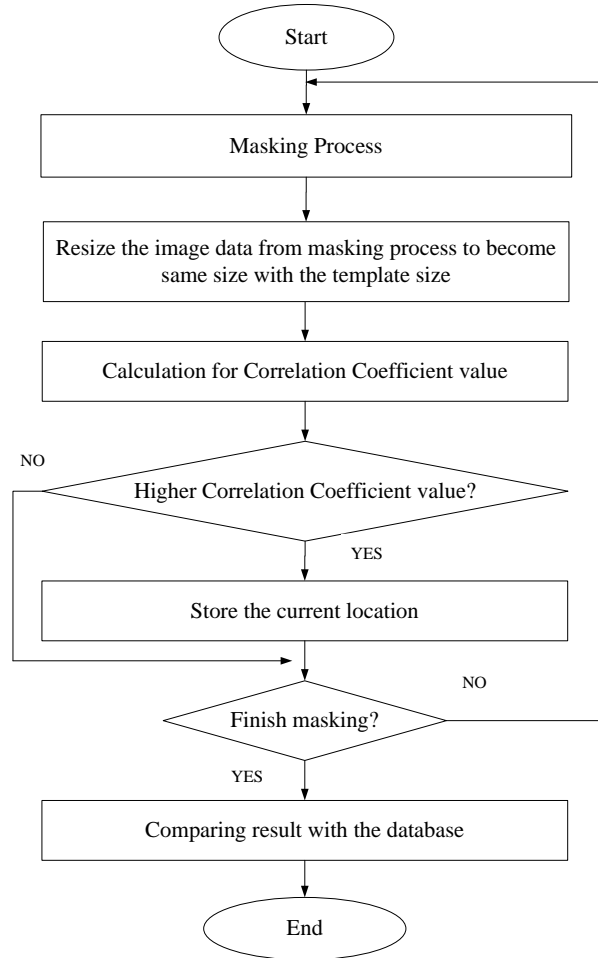 Start
Masking Process
Resize the image data from masking process to become
same size with the template size
Calculation for Correlation Coefficient value
NO
Higher Correlation Coefficient value?
YES
Store the current location
NO
Finish masking?
YES
Comparing result with the database
End